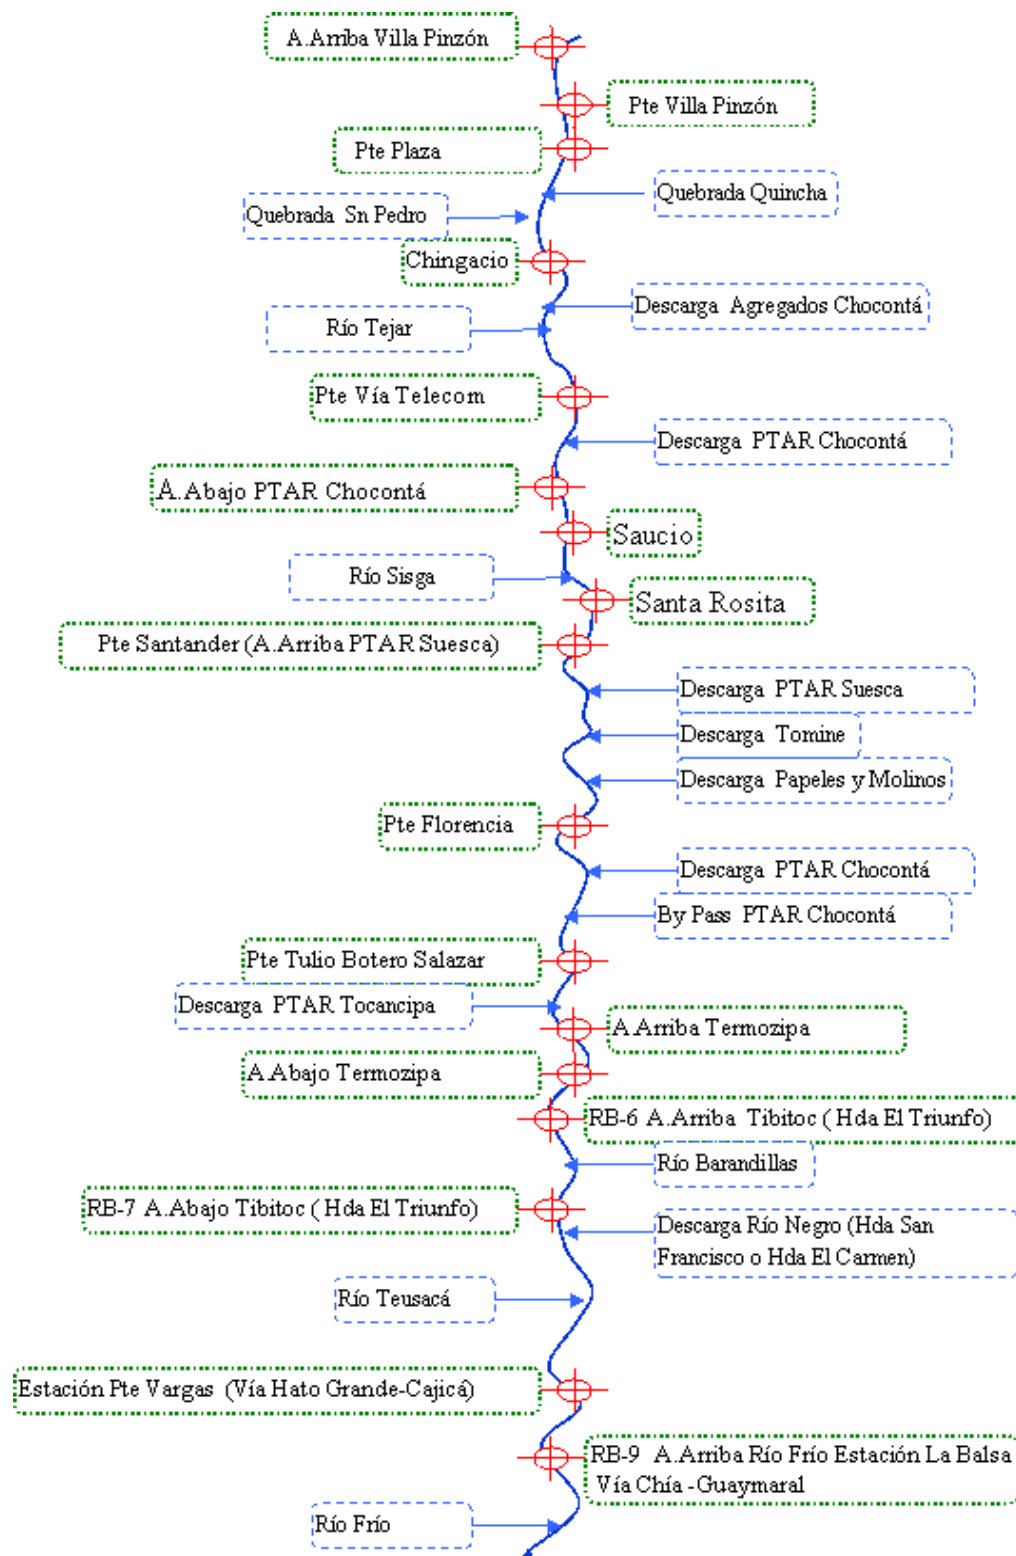 A.Arriba Villa Pinzón
Pte Villa Pinzón
Pte Plaza
Quebrada Quincha
Quebrada Sn Pedro
Chingacio
Descarga Agregados Chocontá
Río Tejar
Pte Vía Telecom
Descarga PTAR Chocontá
A.Abajo PTAR Chocontá
Saucio
Río Sisga
Santa Rosita
Pte Santander (A.Arriba PTAR Suesca)
Descarga PTAR Suesca
Descarga Tomine
Descarga Papeles y Molinos
Pte Florencia
Descarga PTAR Chocontá
By Pass PTAR Chocontá
Pte Tulio Botero Salazar
Descarga PTAR Tocancipa
A.Arriba Termozipa
A.Abajo Termozipa
RB-6 A.Arriba Tibitoc ( Hda El Triunfo)
Río Barandillas
RB-7 A.Abajo Tibitoc ( Hda El Triunfo)
Descarga Río Negro (Hda San
Francisco o Hda El Carmen)
Río Teusacá
Estación Pte Vargas (Vía Hato Grande-Cajicá)
RB-9 A.Arriba Río Frío Estación La Balsa
Vía Chía -Guaymaral
Río Frío